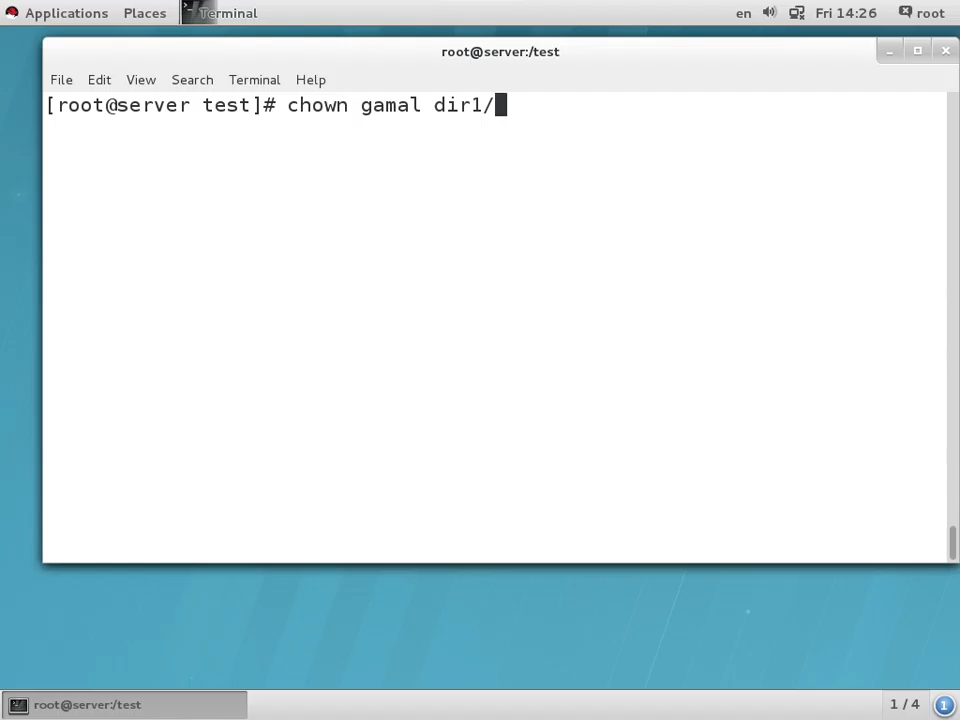 Applications Places Terminal en Fri 14:26 root
root@server:/test
File Edit View Search Terminal Help
[root@server test]# chown gamal dir1/
root@server:/test 1 / 4 1